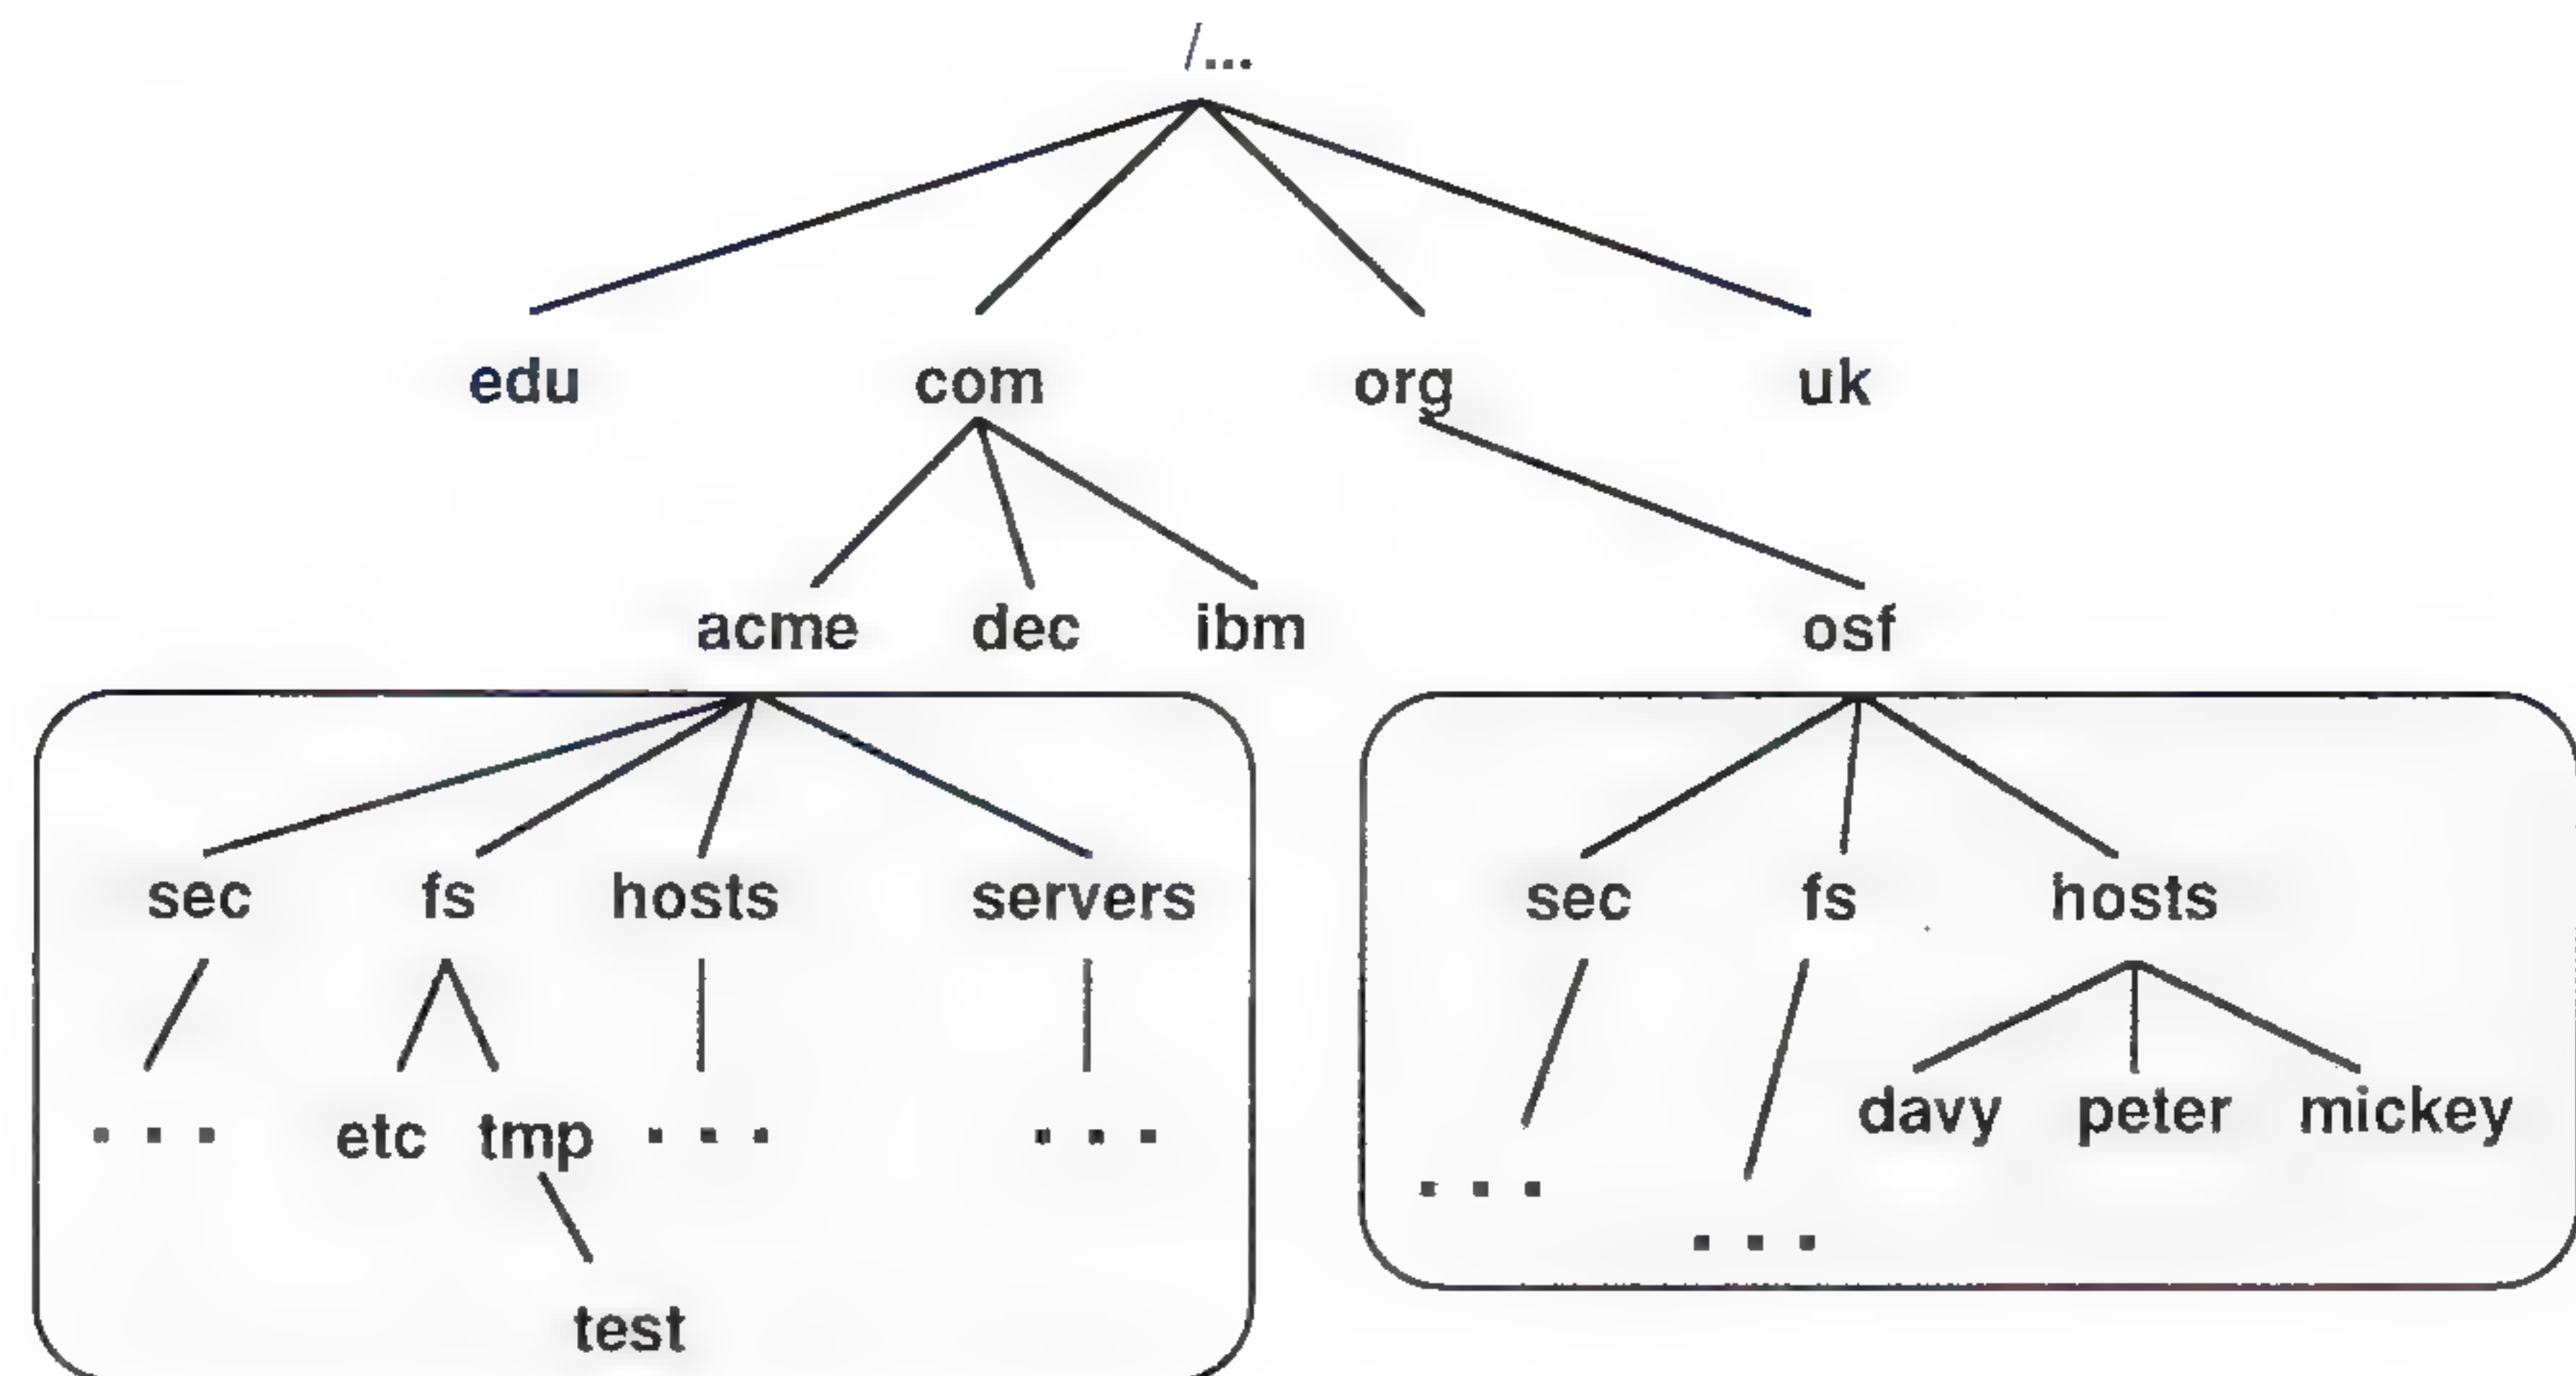 /...
edu com org uk
acme dec ibm osf
sec fs hosts servers sec fs hosts
... etc tmp ... ... davy peter mickey
...
...
test